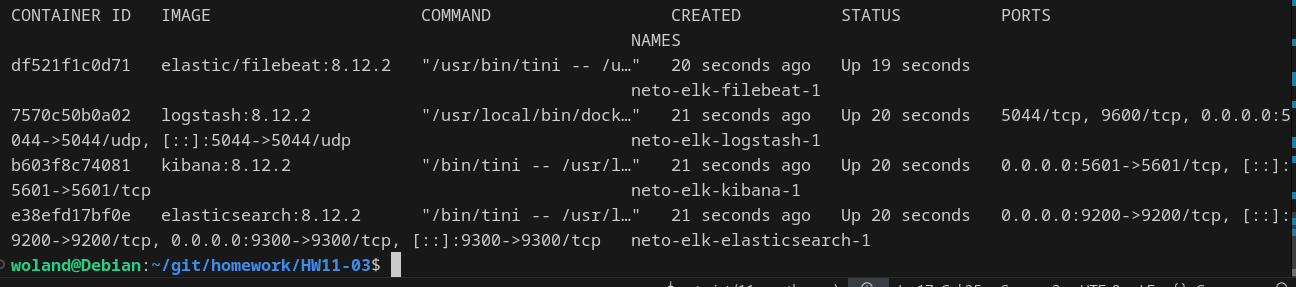 CONTAINER ID   IMAGE                     COMMAND                  CREATED          STATUS          PORTS
                                                              NAMES
df521f1c0d71   elastic/filebeat:8.12.2   "/usr/bin/tini -- /u…"   20 seconds ago   Up 19 seconds
                                                              neto-elk-filebeat-1
7570c50b0a02   logstash:8.12.2           "/usr/local/bin/dock…"   21 seconds ago   Up 20 seconds   5044/tcp, 9600/tcp, 0.0.0.0:5
044->5044/udp, [::]:5044->5044/udp                            neto-elk-logstash-1
b603f8c74081   kibana:8.12.2             "/bin/tini -- /usr/l…"   21 seconds ago   Up 20 seconds   0.0.0.0:5601->5601/tcp, [::]:
5601->5601/tcp                                                neto-elk-kibana-1
e38efd17bf0e   elasticsearch:8.12.2      "/bin/tini -- /usr/l…"   21 seconds ago   Up 20 seconds   0.0.0.0:9200->9200/tcp, [::]:
9200->9200/tcp, 0.0.0.0:9300->9300/tcp, [::]:9300->9300/tcp   neto-elk-elasticsearch-1
woland@Debian:~/git/homework/HW11-03$